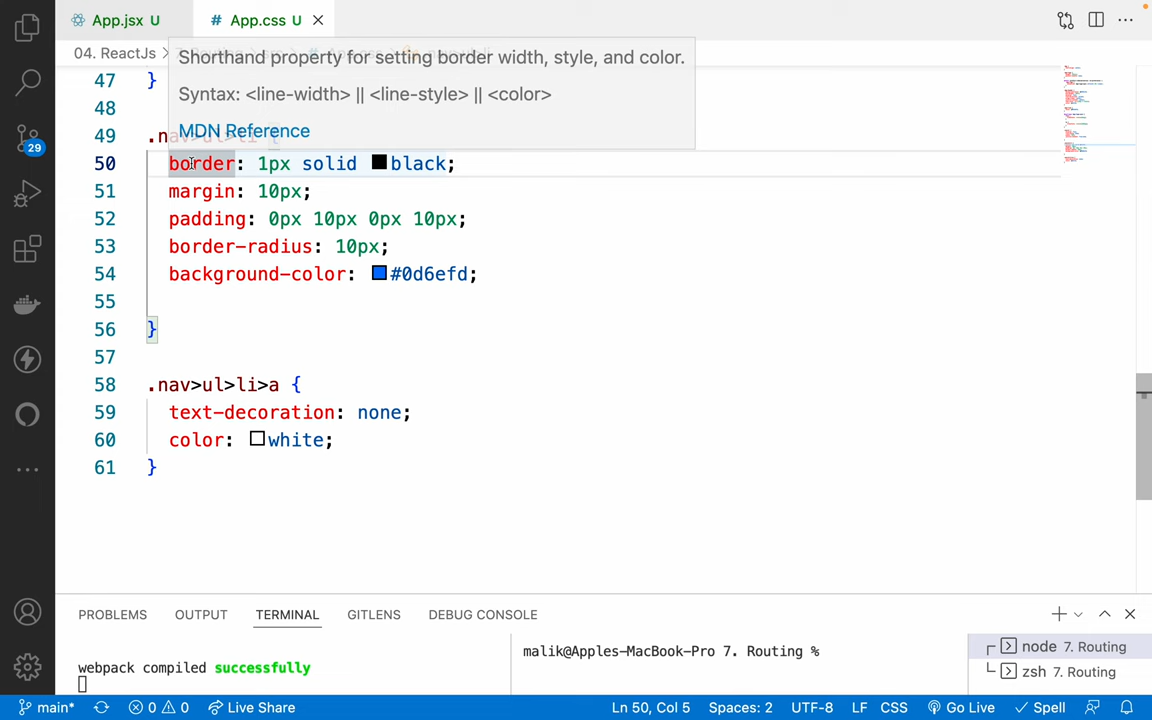 App.jsx U
# App.css U
04. ReactJs >
Shorthand property for setting border width, style, and color.
Syntax: <line-width> || <line-style> || <color>
MDN Reference
47 }
48
49 .nav>ul>li {
50 border: 1px solid black;
51 margin: 10px;
52 padding: 0px 10px 0px 10px;
53 border-radius: 10px;
54 background-color: #0d6efd;
55
56 }
57
58 .nav>ul>li>a {
59 text-decoration: none;
60 color: white;
61 }
29
PROBLEMS OUTPUT TERMINAL GITLENS DEBUG CONSOLE
webpack compiled successfully
malik@Apples-MacBook-Pro 7. Routing %
node 7. Routing
zsh 7. Routing
main* 0 0 Live Share Ln 50, Col 5 Spaces: 2 UTF-8 LF CSS Go Live Spell